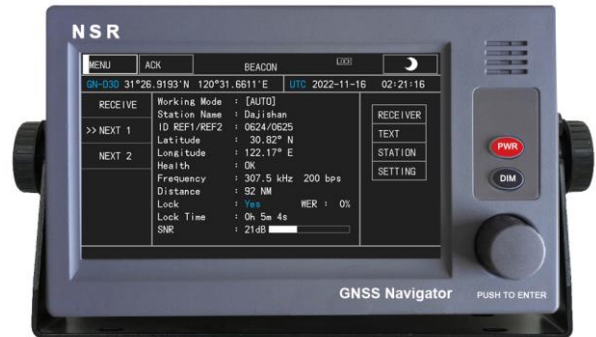 NSR
MENU ACK BEACON LOCK
GN-D3D 31°26.9193'N 120°31.6611'E UTC 2022-11-16 02:21:16
RECEIVE
>> NEXT 1
NEXT 2
Working Mode : [AUTO]
Station Name : Dajishan
ID REF1/REF2 : 0624/0625
Latitude : 30.82° N
Longitude : 122.17° E
Health : OK
Frequency : 307.5 kHz 200 bps
Distance : 92 NM
Lock : Yes WER : 0%
Lock Time : 0h 5m 4s
SNR : 21dB
RECEIVER
TEXT
STATION
SETTING
PWR
DIM
GNSS Navigator
PUSH TO ENTER